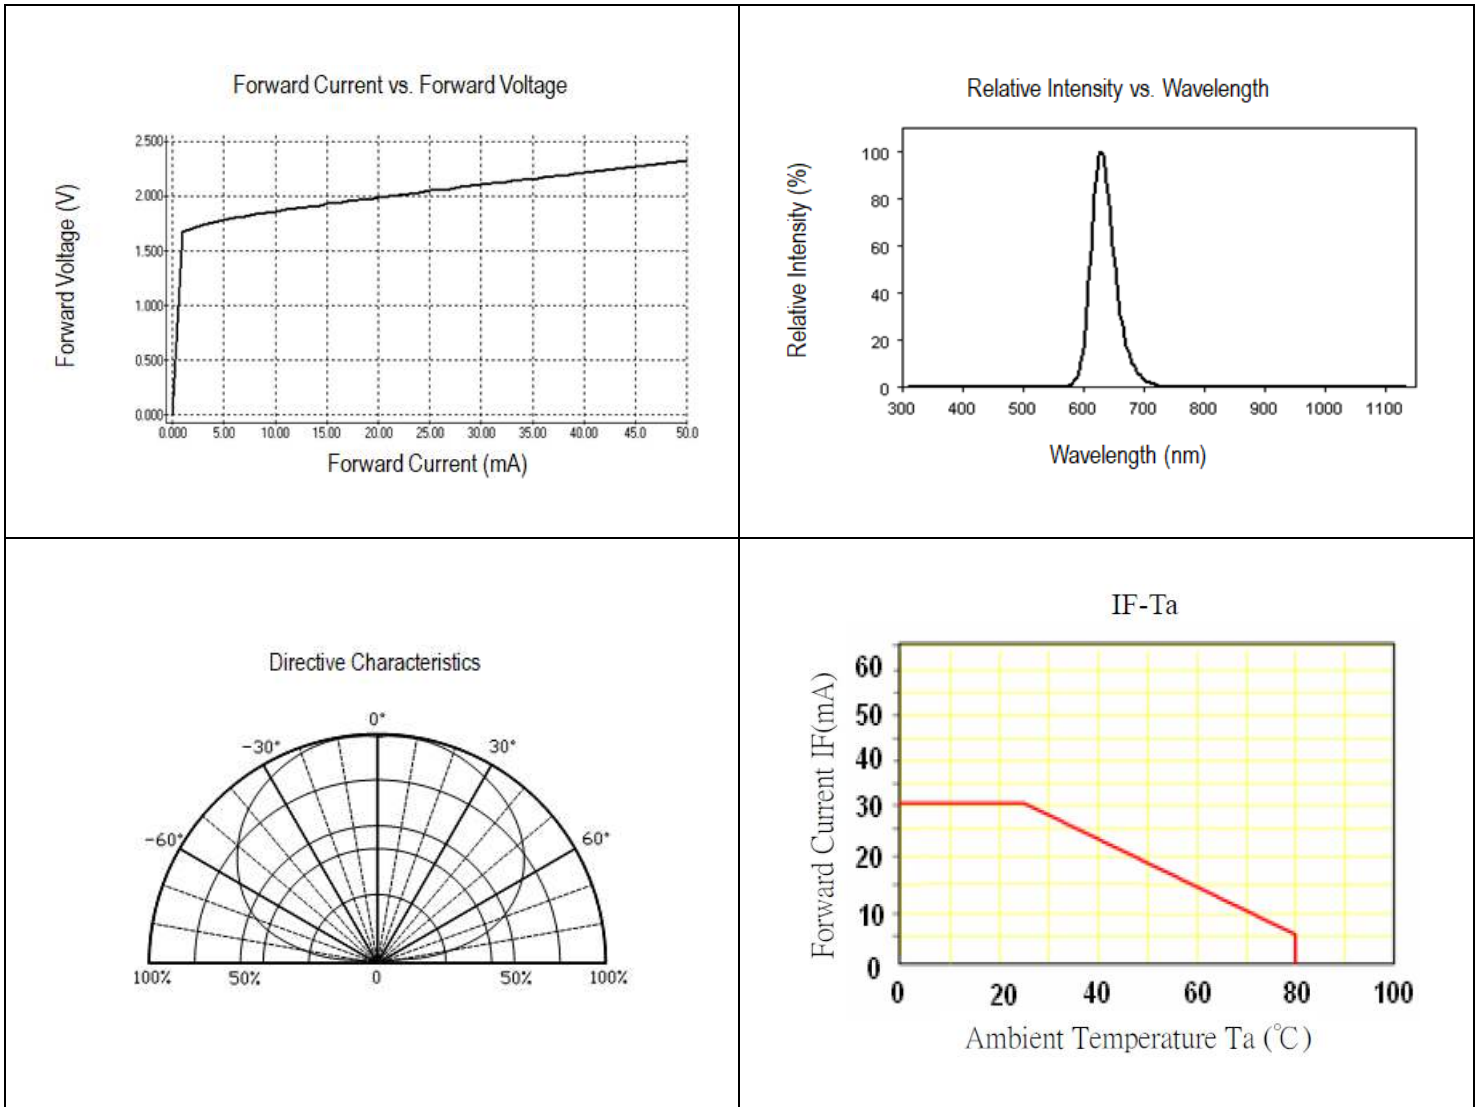 Forward Current vs. Forward Voltage
Forward Voltage (V)
2.500
2.000
1.500
1.000
0.500
0.000
0.000 5.00 10.00 15.00 20.00 25.00 30.00 35.00 40.00 45.0 50.0
Forward Current (mA)
Relative Intensity vs. Wavelength
Relative Intensity (%)
100
80
60
40
20
0
300 400 500 600 700 800 900 1000 1100
Wavelength (nm)
Directive Characteristics
0°
-30° 30°
-60° 60°
100% 50% 0 50% 100%
IF-Ta
Forward Current IF(mA)
60
50
40
30
20
10
0
0 20 40 60 80 100
Ambient Temperature Ta (℃)